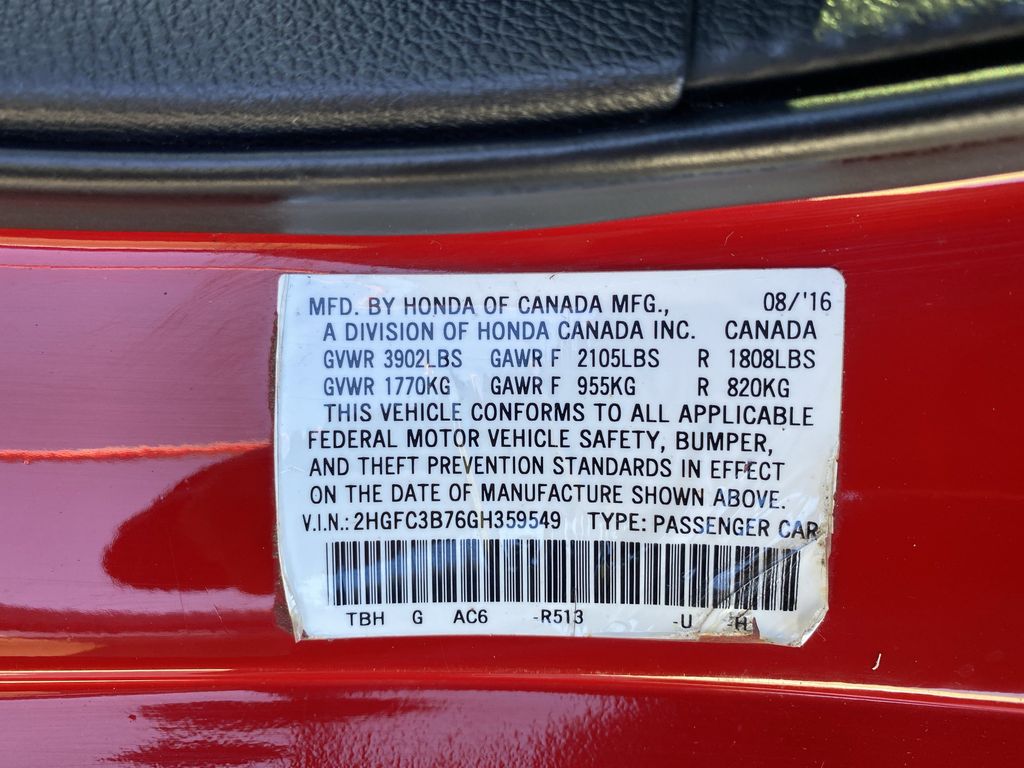 MFD. BY HONDA OF CANADA MFG., 08/'16
A DIVISION OF HONDA CANADA INC. CANADA
GVWR 3902LBS GAWR F 2105LBS R 1808LBS
GVWR 1770KG GAWR F 955KG R 820KG
THIS VEHICLE CONFORMS TO ALL APPLICABLE
FEDERAL MOTOR VEHICLE SAFETY, BUMPER,
AND THEFT PREVENTION STANDARDS IN EFFECT
ON THE DATE OF MANUFACTURE SHOWN ABOVE.
V.I.N.: 2HGFC3B76GH359549 TYPE: PASSENGER CAR
TBH G AC6 -R513 -U -H